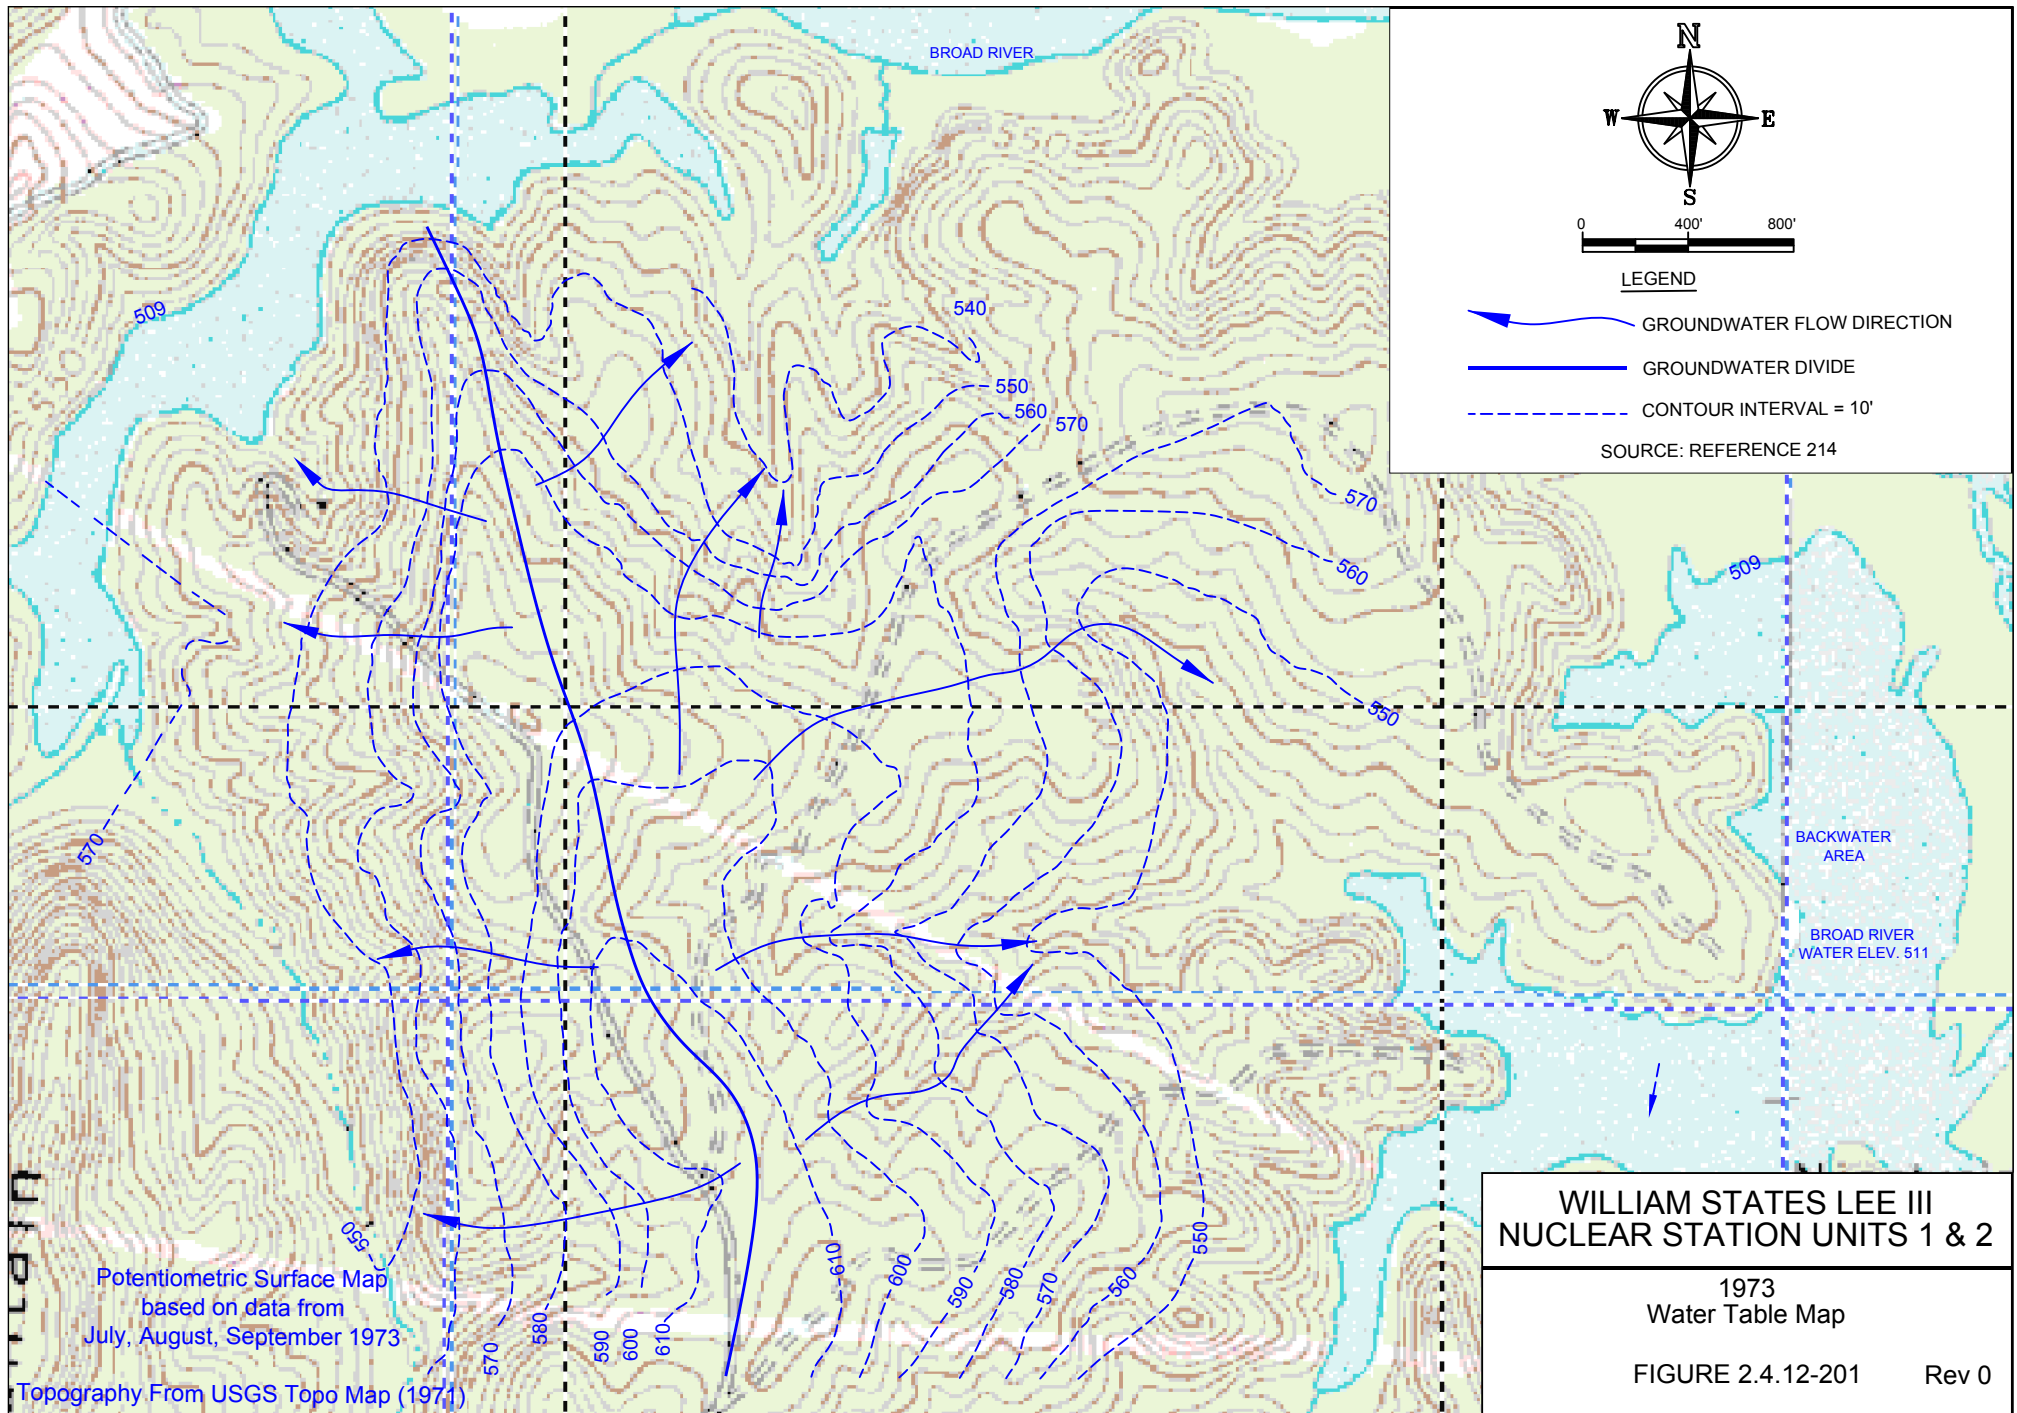 BROAD RIVER
N
W
E
S
0
400'
800'
LEGEND
GROUNDWATER FLOW DIRECTION
GROUNDWATER DIVIDE
CONTOUR INTERVAL = 10'
SOURCE: REFERENCE 214
509
540
550
560
570
570
560
509
550
570
BACKWATER
AREA
BROAD RIVER
WATER ELEV. 511
550
570
580
590
600
610
610
600
590
580
570
560
550
Potentiometric Surface Map
based on data from
July, August, September 1973
Topography From USGS Topo Map (1971)
WILLIAM STATES LEE III
NUCLEAR STATION UNITS 1 & 2
1973
Water Table Map
FIGURE 2.4.12-201
Rev 0